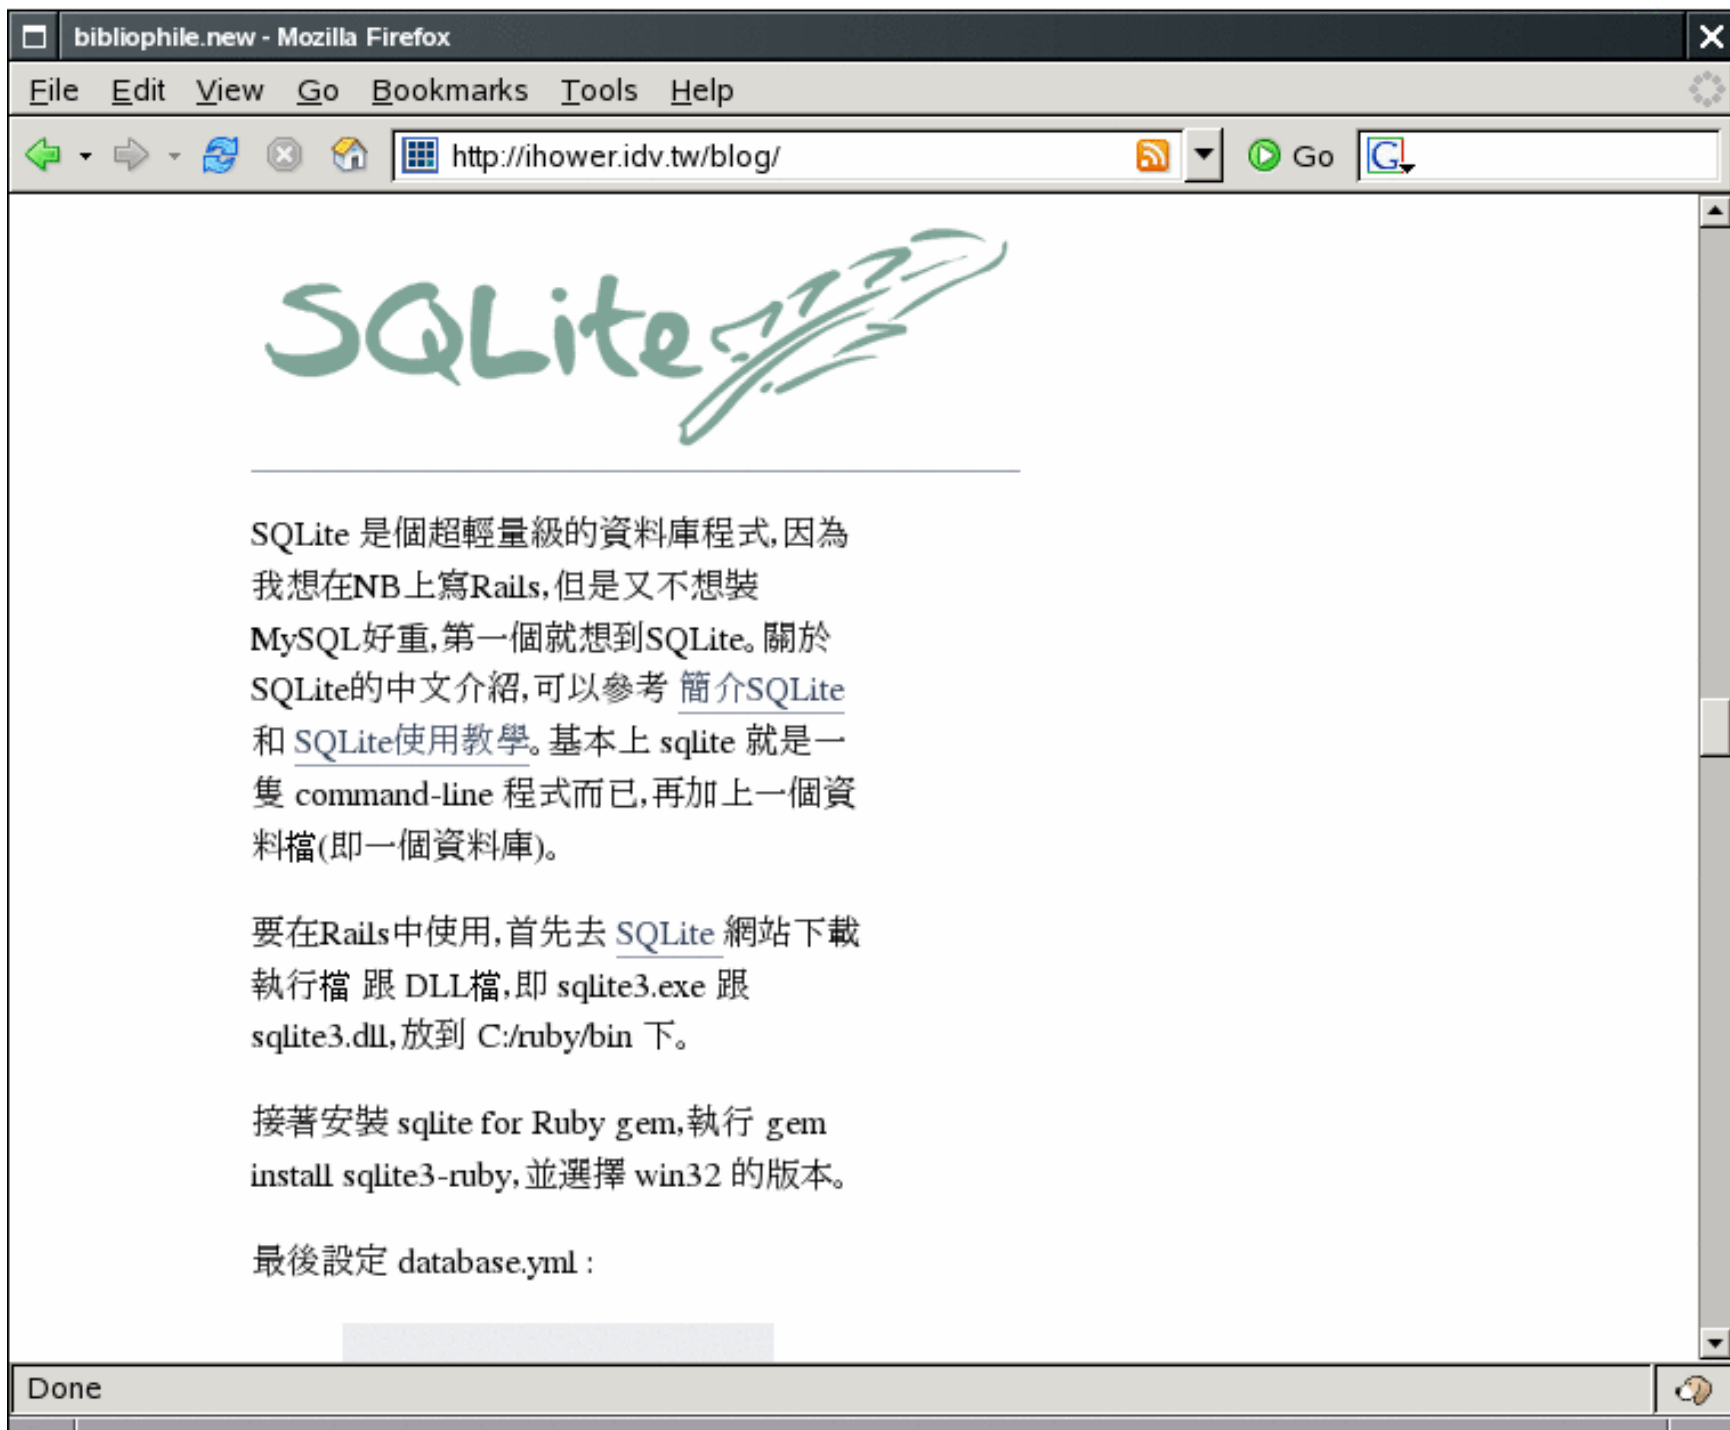 bibliophile.new - Mozilla Firefox
File Edit View Go Bookmarks Tools Help
http://ihower.idv.tw/blog/ Go G
SQLite
SQLite 是個超輕量級的資料庫程式,因為
我想在NB上寫Rails,但是又不想裝
MySQL好重,第一個就想到SQLite。關於
SQLite的中文介紹,可以參考 簡介SQLite
和 SQLite使用教學。基本上 sqlite 就是一
隻 command-line 程式而已,再加上一個資
料檔(即一個資料庫)。
要在Rails中使用,首先去 SQLite 網站下載
執行檔 跟 DLL檔,即 sqlite3.exe 跟
sqlite3.dll,放到 C:/ruby/bin 下。
接著安裝 sqlite for Ruby gem,執行 gem
install sqlite3-ruby,並選擇 win32 的版本。
最後設定 database.yml :
Done